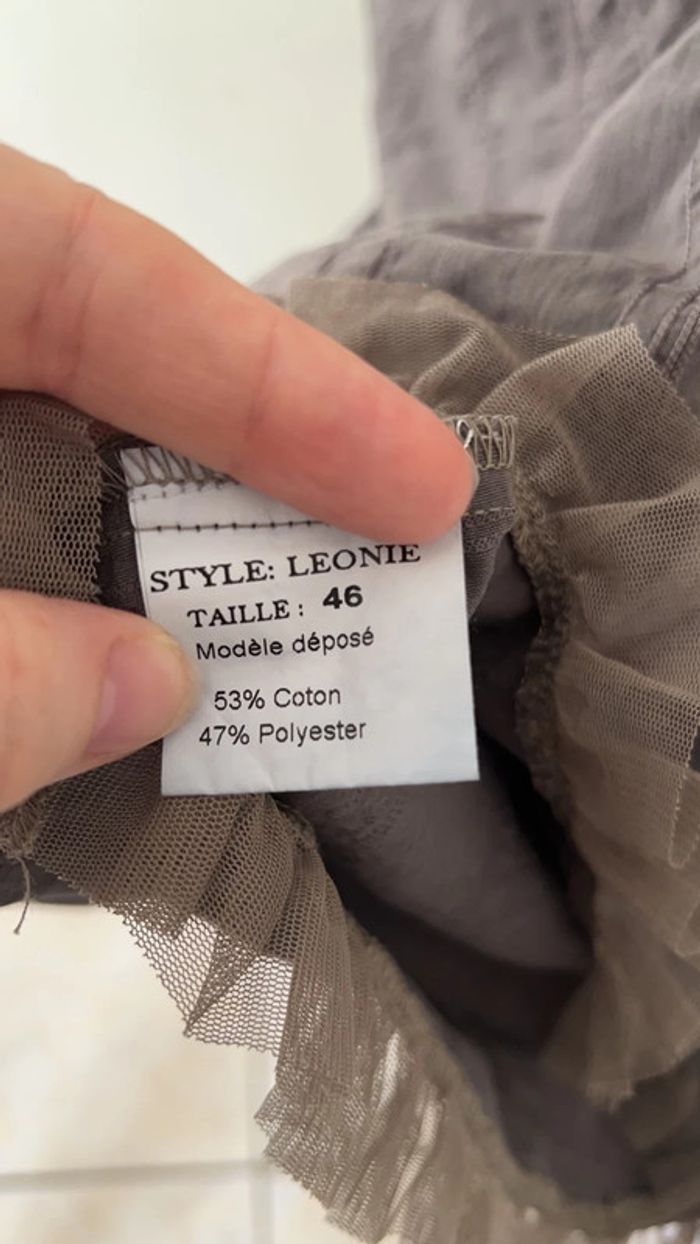 STYLE: LEONIE
TAILLE : 46
Modèle déposé
53% Coton
47% Polyester